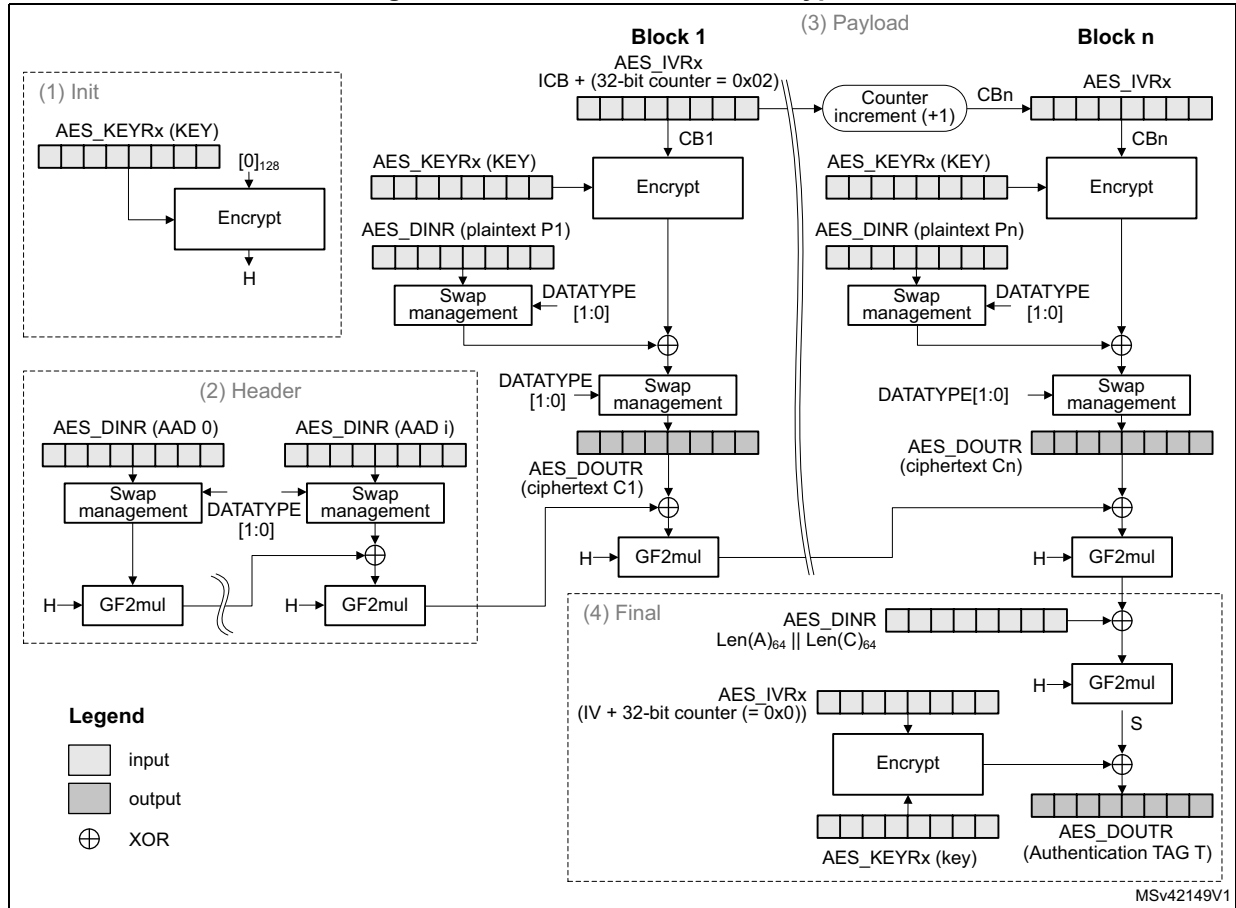 (3) Payload
Block 1
Block n
AES_IVRx
ICB + (32-bit counter = 0x02)
Counter
increment (+1)
CBn
AES_IVRx
CB1
CBn
AES_KEYRx (KEY)
Encrypt
AES_KEYRx (KEY)
Encrypt
AES_DINR (plaintext P1)
AES_DINR (plaintext Pn)
Swap
management
DATATYPE
[1:0]
Swap
management
DATATYPE
[1:0]
DATATYPE
[1:0]
Swap
management
DATATYPE[1:0]
Swap
management
AES_DOUTR
(ciphertext C1)
AES_DOUTR
(ciphertext Cn)
H
GF2mul
H
GF2mul
(1) Init
AES_KEYRx (KEY)
[0]128
Encrypt
H
(2) Header
AES_DINR (AAD 0)
AES_DINR (AAD i)
Swap
management
DATATYPE
[1:0]
Swap
management
H
GF2mul
H
GF2mul
(4) Final
AES_DINR
Len(A)64 || Len(C)64
H
GF2mul
AES_IVRx
(IV + 32-bit counter (= 0x0))
S
Encrypt
AES_KEYRx (key)
AES_DOUTR
(Authentication TAG T)
Legend
input
output
XOR
MSv42149V1